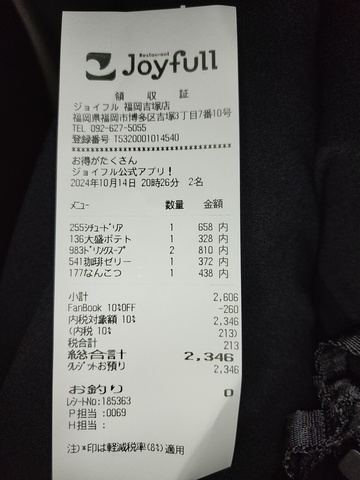 Restaurant
Joyfull
領 収 証
ジョイフル 福岡吉塚店
福岡県福岡市博多区吉塚3丁目7番10号
TEL 092-627-5055
登録番号 T5320001014540
お得がたくさん
ジョイフル公式アプリ!
2024年10月14日 20時26分 2名
メニュー 数量 金額
255シチュードリア 1 658 内
136大盛ポテト 1 328 内
983ドリンクスープ 2 810 内
541珈琲ゼリー 1 372 内
177なんこつ 1 438 内
小計 2,606
FanBook 10%OFF -260
内税対象額 10% 2,346
(内税 10% 213)
税合計 213
税込合計 2,346
クレジットお預り 2,346
お釣り 0
レシートNo:185363
P担当 :0069
H担当 :
注)*印は軽減税率(8%)適用